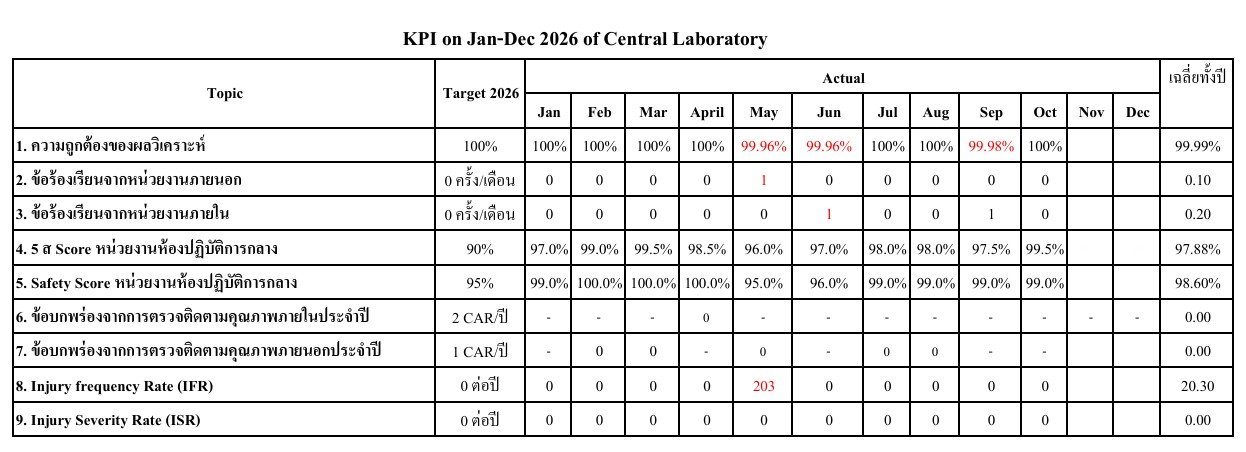 KPI on Jan-Dec 2026 of Central Laboratory
Topic Target 2026 Actual เฉลี่ยทั้งปี
Jan Feb Mar April May Jun Jul Aug Sep Oct Nov Dec
1. ความถูกต้องของผลวิเคราะห์ 100% 100% 100% 100% 100% 99.96% 99.96% 100% 100% 99.98% 100% 99.99%
2. ข้อร้องเรียนจากหน่วยงานภายนอก 0 ครั้ง/เดือน 0 0 0 0 1 0 0 0 0 0 0.10
3. ข้อร้องเรียนจากหน่วยงานภายใน 0 ครั้ง/เดือน 0 0 0 0 0 1 0 0 1 0 0.20
4. 5 ส Score หน่วยงานห้องปฏิบัติการกลาง 90% 97.0% 99.0% 99.5% 98.5% 96.0% 97.0% 98.0% 98.0% 97.5% 99.5% 97.88%
5. Safety Score หน่วยงานห้องปฏิบัติการกลาง 95% 99.0% 100.0% 100.0% 100.0% 95.0% 96.0% 99.0% 99.0% 99.0% 99.0% 98.60%
6. ข้อบกพร่องจากการตรวจติดตามคุณภาพภายในประจำปี 2 CAR/ปี - - - 0 - - - - - - - - 0.00
7. ข้อบกพร่องจากการตรวจติดตามคุณภาพภายนอกประจำปี 1 CAR/ปี - 0 0 - 0 - 0 0 - - 0.00
8. Injury frequency Rate (IFR) 0 ต่อปี 0 0 0 0 203 0 0 0 0 0 20.30
9. Injury Severity Rate (ISR) 0 ต่อปี 0 0 0 0 0 0 0 0 0 0 0.00